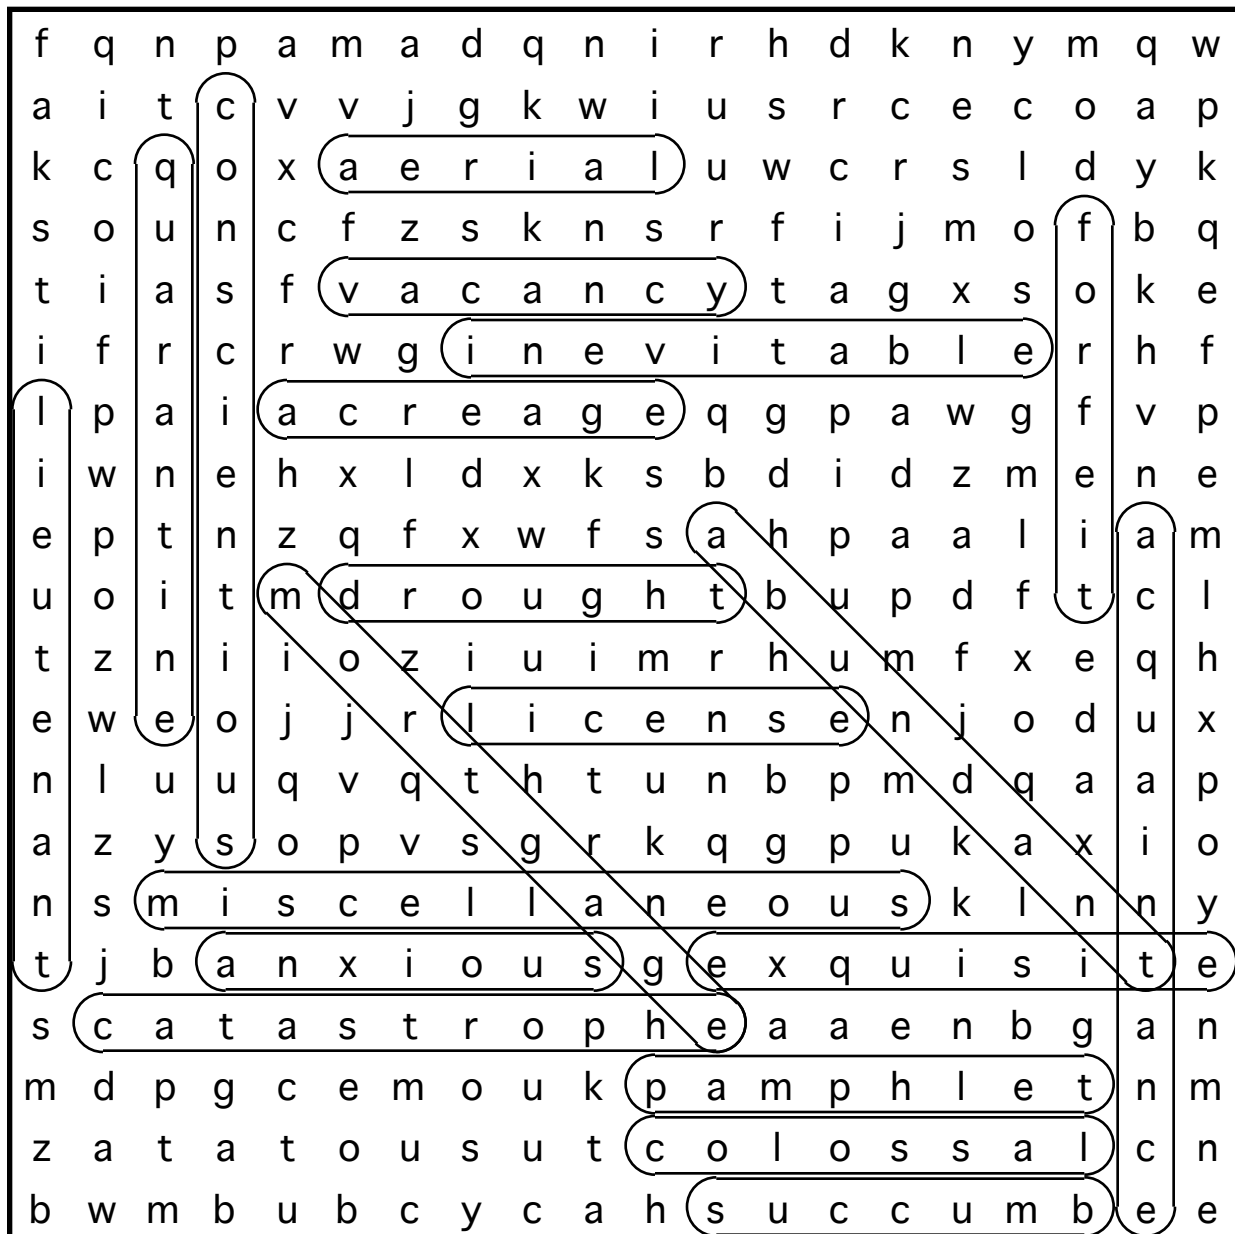 f q n p a m a d q n i r h d k n y m q w
a i t c v v j g k w i u s r c e c o a p
k c q o x a e r i a l u w c r s l d y k
s o u n c f z s k n s r f i j m o f b q
t i a s f v a c a n c y t a g x s o k e
i f r c r w g i n e v i t a b l e r h f
l p a i a c r e a g e q g p a w g f v p
i w n e h x l d x k s b d i d z m e n e
e p t n z q f x w f s a h p a a l i a m
u o i t m d r o u g h t b u p d f t c l
t z n i i o z i u i m r h u m f x e q h
e w e o j j r l i c e n s e n j o d u x
n l u u q v q t h t u n b p m d q a a p
a z y s o p v s g r k q g p u k a x i o
n s m i s c e l l a n e o u s k l n n y
t j b a n x i o u s g e x q u i s i t e
s c a t a s t r o p h e a a e n b g a n
m d p g c e m o u k p a m p h l e t n m
z a t a t o u s u t c o l o s s a l c n
b w m b u b c y c a h s u c c u m b e e